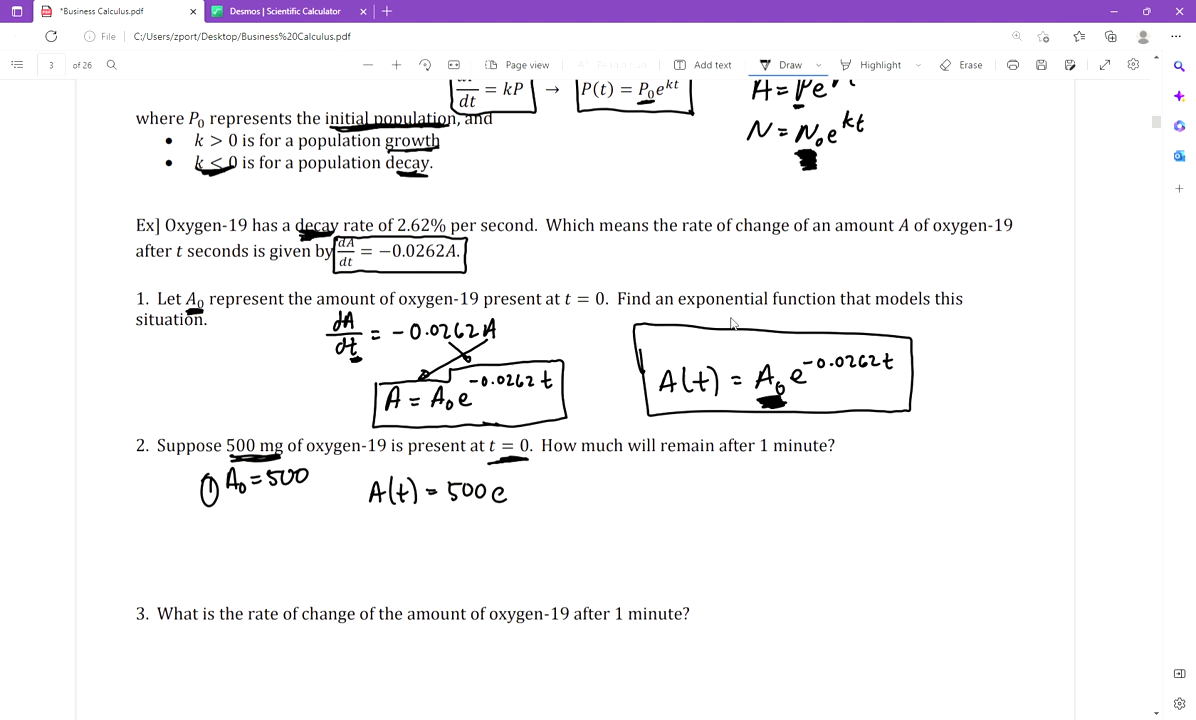 *Business Calculus.pdf
Desmos | Scientific Calculator
File
C:/Users/zport/Desktop/Business%20Calculus.pdf
3 of 26
Page view
Add text
Draw
Highlight
Erase
dt = kP → P(t) = P₀eᵏᵗ
A = Pe
N = N₀eᵏᵗ
where P₀ represents the initial population, and
• k > 0 is for a population growth
• k < 0 is for a population decay.
Ex] Oxygen-19 has a decay rate of 2.62% per second. Which means the rate of change of an amount A of oxygen-19
after t seconds is given by dA/dt = −0.0262A.
1. Let A₀ represent the amount of oxygen-19 present at t = 0. Find an exponential function that models this
situation.
dA/dt = -0.0262A
A = A₀e^-0.0262t
A(t) = A₀e^-0.0262t
2. Suppose 500 mg of oxygen-19 is present at t = 0. How much will remain after 1 minute?
① A₀ = 500
A(t) = 500e
3. What is the rate of change of the amount of oxygen-19 after 1 minute?